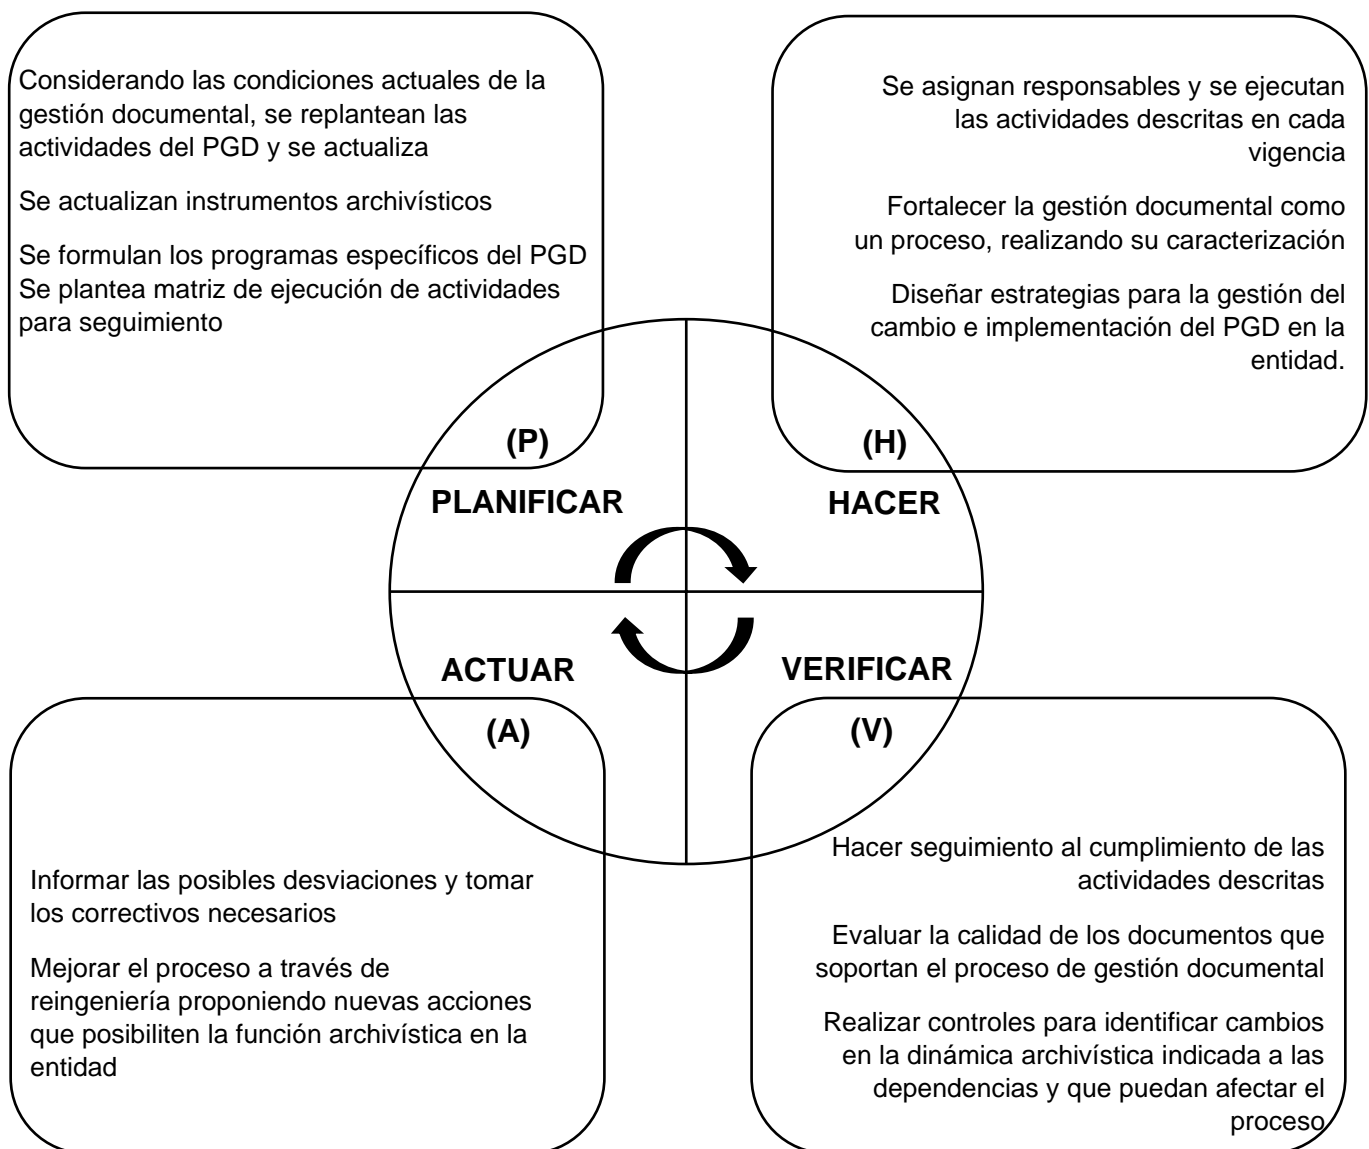 Considerando las condiciones actuales de la
gestión documental, se replantean las
actividades del PGD y se actualiza
Se actualizan instrumentos archivísticos
Se formulan los programas específicos del PGD
Se plantea matriz de ejecución de actividades
para seguimiento
Se asignan responsables y se ejecutan
las actividades descritas en cada
vigencia
Fortalecer la gestión documental como
un proceso, realizando su caracterización
Diseñar estrategias para la gestión del
cambio e implementación del PGD en la
entidad.
(P)
PLANIFICAR
(H)
HACER
ACTUAR
(A)
VERIFICAR
(V)
Informar las posibles desviaciones y tomar
los correctivos necesarios
Mejorar el proceso a través de
reingeniería proponiendo nuevas acciones
que posibiliten la función archivística en la
entidad
Hacer seguimiento al cumplimiento de las
actividades descritas
Evaluar la calidad de los documentos que
soportan el proceso de gestión documental
Realizar controles para identificar cambios
en la dinámica archivística indicada a las
dependencias y que puedan afectar el
proceso